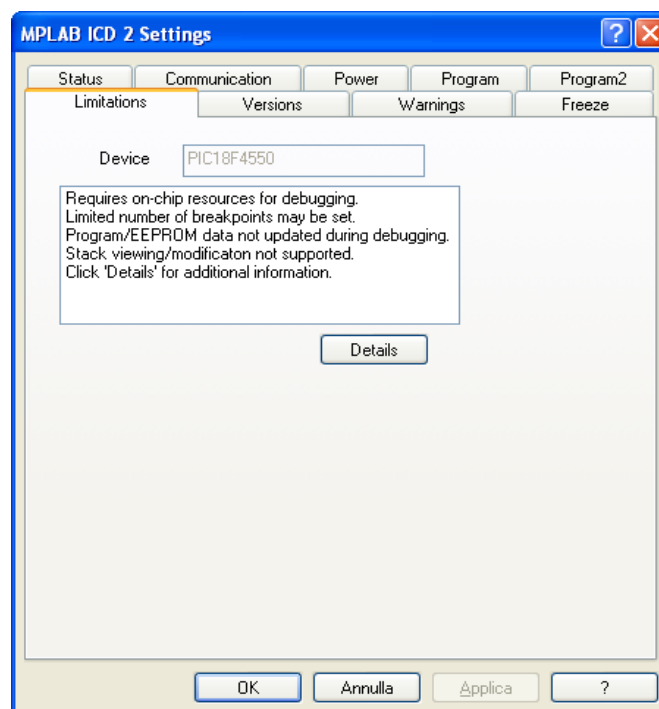 MPLAB ICD 2 Settings
?
Status Communication Power Program Program2
Limitations Versions Warnings Freeze
Device PIC18F4550
Requires on-chip resources for debugging.
Limited number of breakpoints may be set.
Program/EEPROM data not updated during debugging.
Stack viewing/modificaton not supported.
Click 'Details' for additional information.
Details
OK Annulla Applica ?